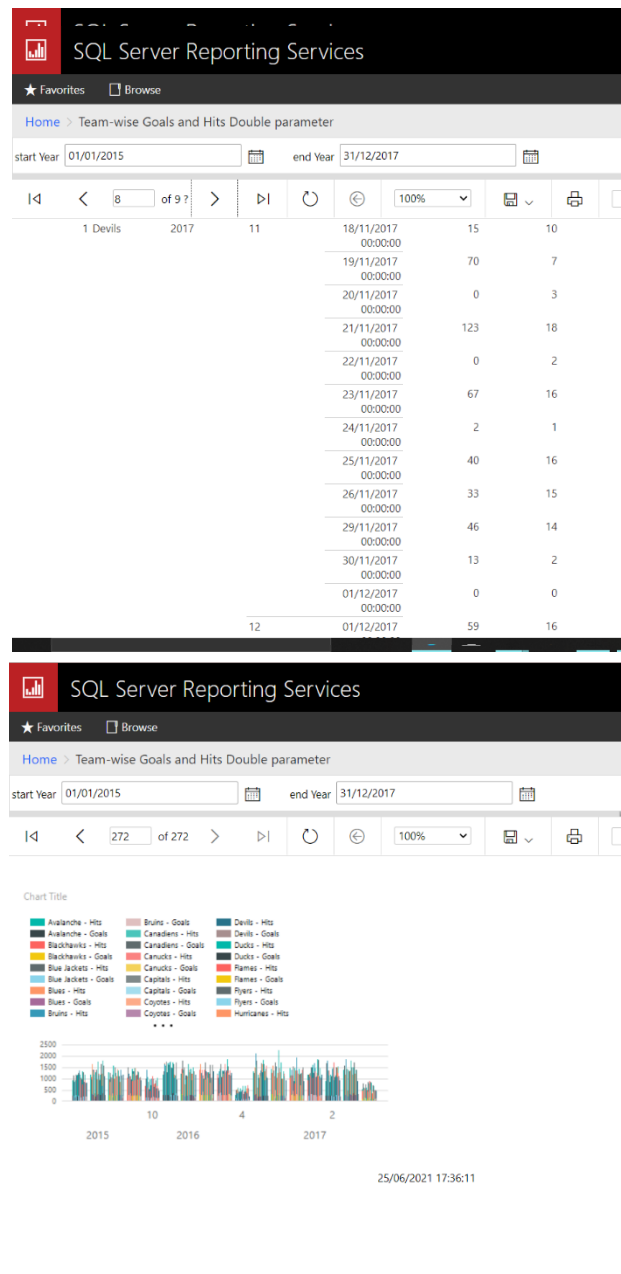 SQL Server Reporting Services
Favorites Browse
Home > Team-wise Goals and Hits Double parameter
start Year 01/01/2015 end Year 31/12/2017
8 of 9 ? 100%
1 Devils 2017 11 18/11/2017 15 10
00:00:00
19/11/2017 70 7
00:00:00
20/11/2017 0 3
00:00:00
21/11/2017 123 18
00:00:00
22/11/2017 0 2
00:00:00
23/11/2017 67 16
00:00:00
24/11/2017 2 1
00:00:00
25/11/2017 40 16
00:00:00
26/11/2017 33 15
00:00:00
29/11/2017 46 14
00:00:00
30/11/2017 13 2
00:00:00
01/12/2017 0 0
00:00:00
12 01/12/2017 59 16
SQL Server Reporting Services
Favorites Browse
Home > Team-wise Goals and Hits Double parameter
start Year 01/01/2015 end Year 31/12/2017
272 of 272 100%
Chart Title
Avalanche - Hits Bruins - Goals Devils - Hits
Avalanche - Goals Canadiens - Hits Devils - Goals
Blackhawks - Hits Canadiens - Goals Ducks - Hits
Blackhawks - Goals Canucks - Hits Ducks - Goals
Blue Jackets - Hits Canucks - Goals Flames - Hits
Blue Jackets - Goals Capitals - Hits Flames - Goals
Blues - Hits Capitals - Goals Flyers - Hits
Blues - Goals Coyotes - Hits Flyers - Goals
Bruins - Hits Coyotes - Goals Hurricanes - Hits
• • •
2500
2000
1500
1000
500
0
10 4 2
2015 2016 2017
25/06/2021 17:36:11